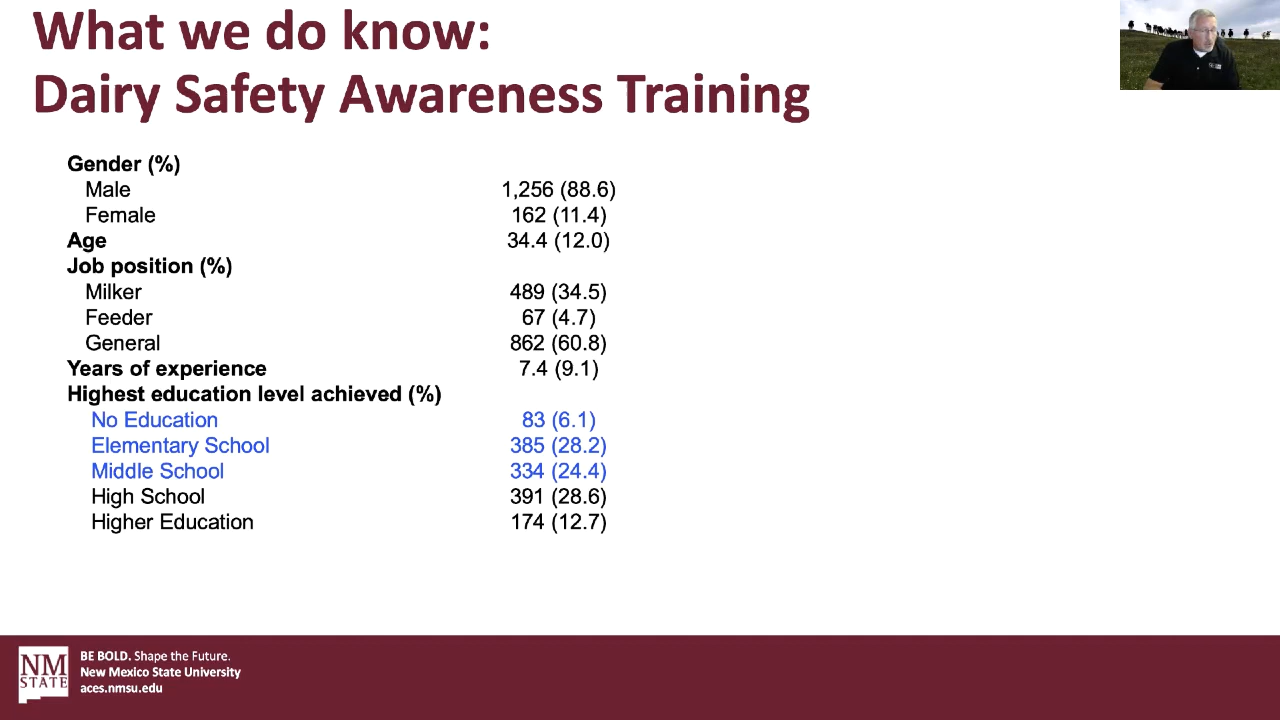 What we do know:
Dairy Safety Awareness Training
Gender (%)
Male 1,256 (88.6)
Female 162 (11.4)
Age 34.4 (12.0)
Job position (%)
Milker 489 (34.5)
Feeder 67 (4.7)
General 862 (60.8)
Years of experience 7.4 (9.1)
Highest education level achieved (%)
No Education 83 (6.1)
Elementary School 385 (28.2)
Middle School 334 (24.4)
High School 391 (28.6)
Higher Education 174 (12.7)
NM
STATE
BE BOLD. Shape the Future.
New Mexico State University
aces.nmsu.edu